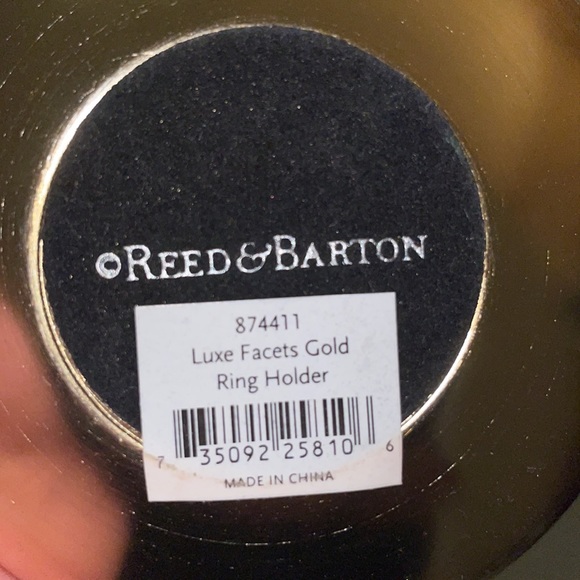 ©REED&BARTON
874411
Luxe Facets Gold
Ring Holder
7 35092 25810 6
MADE IN CHINA